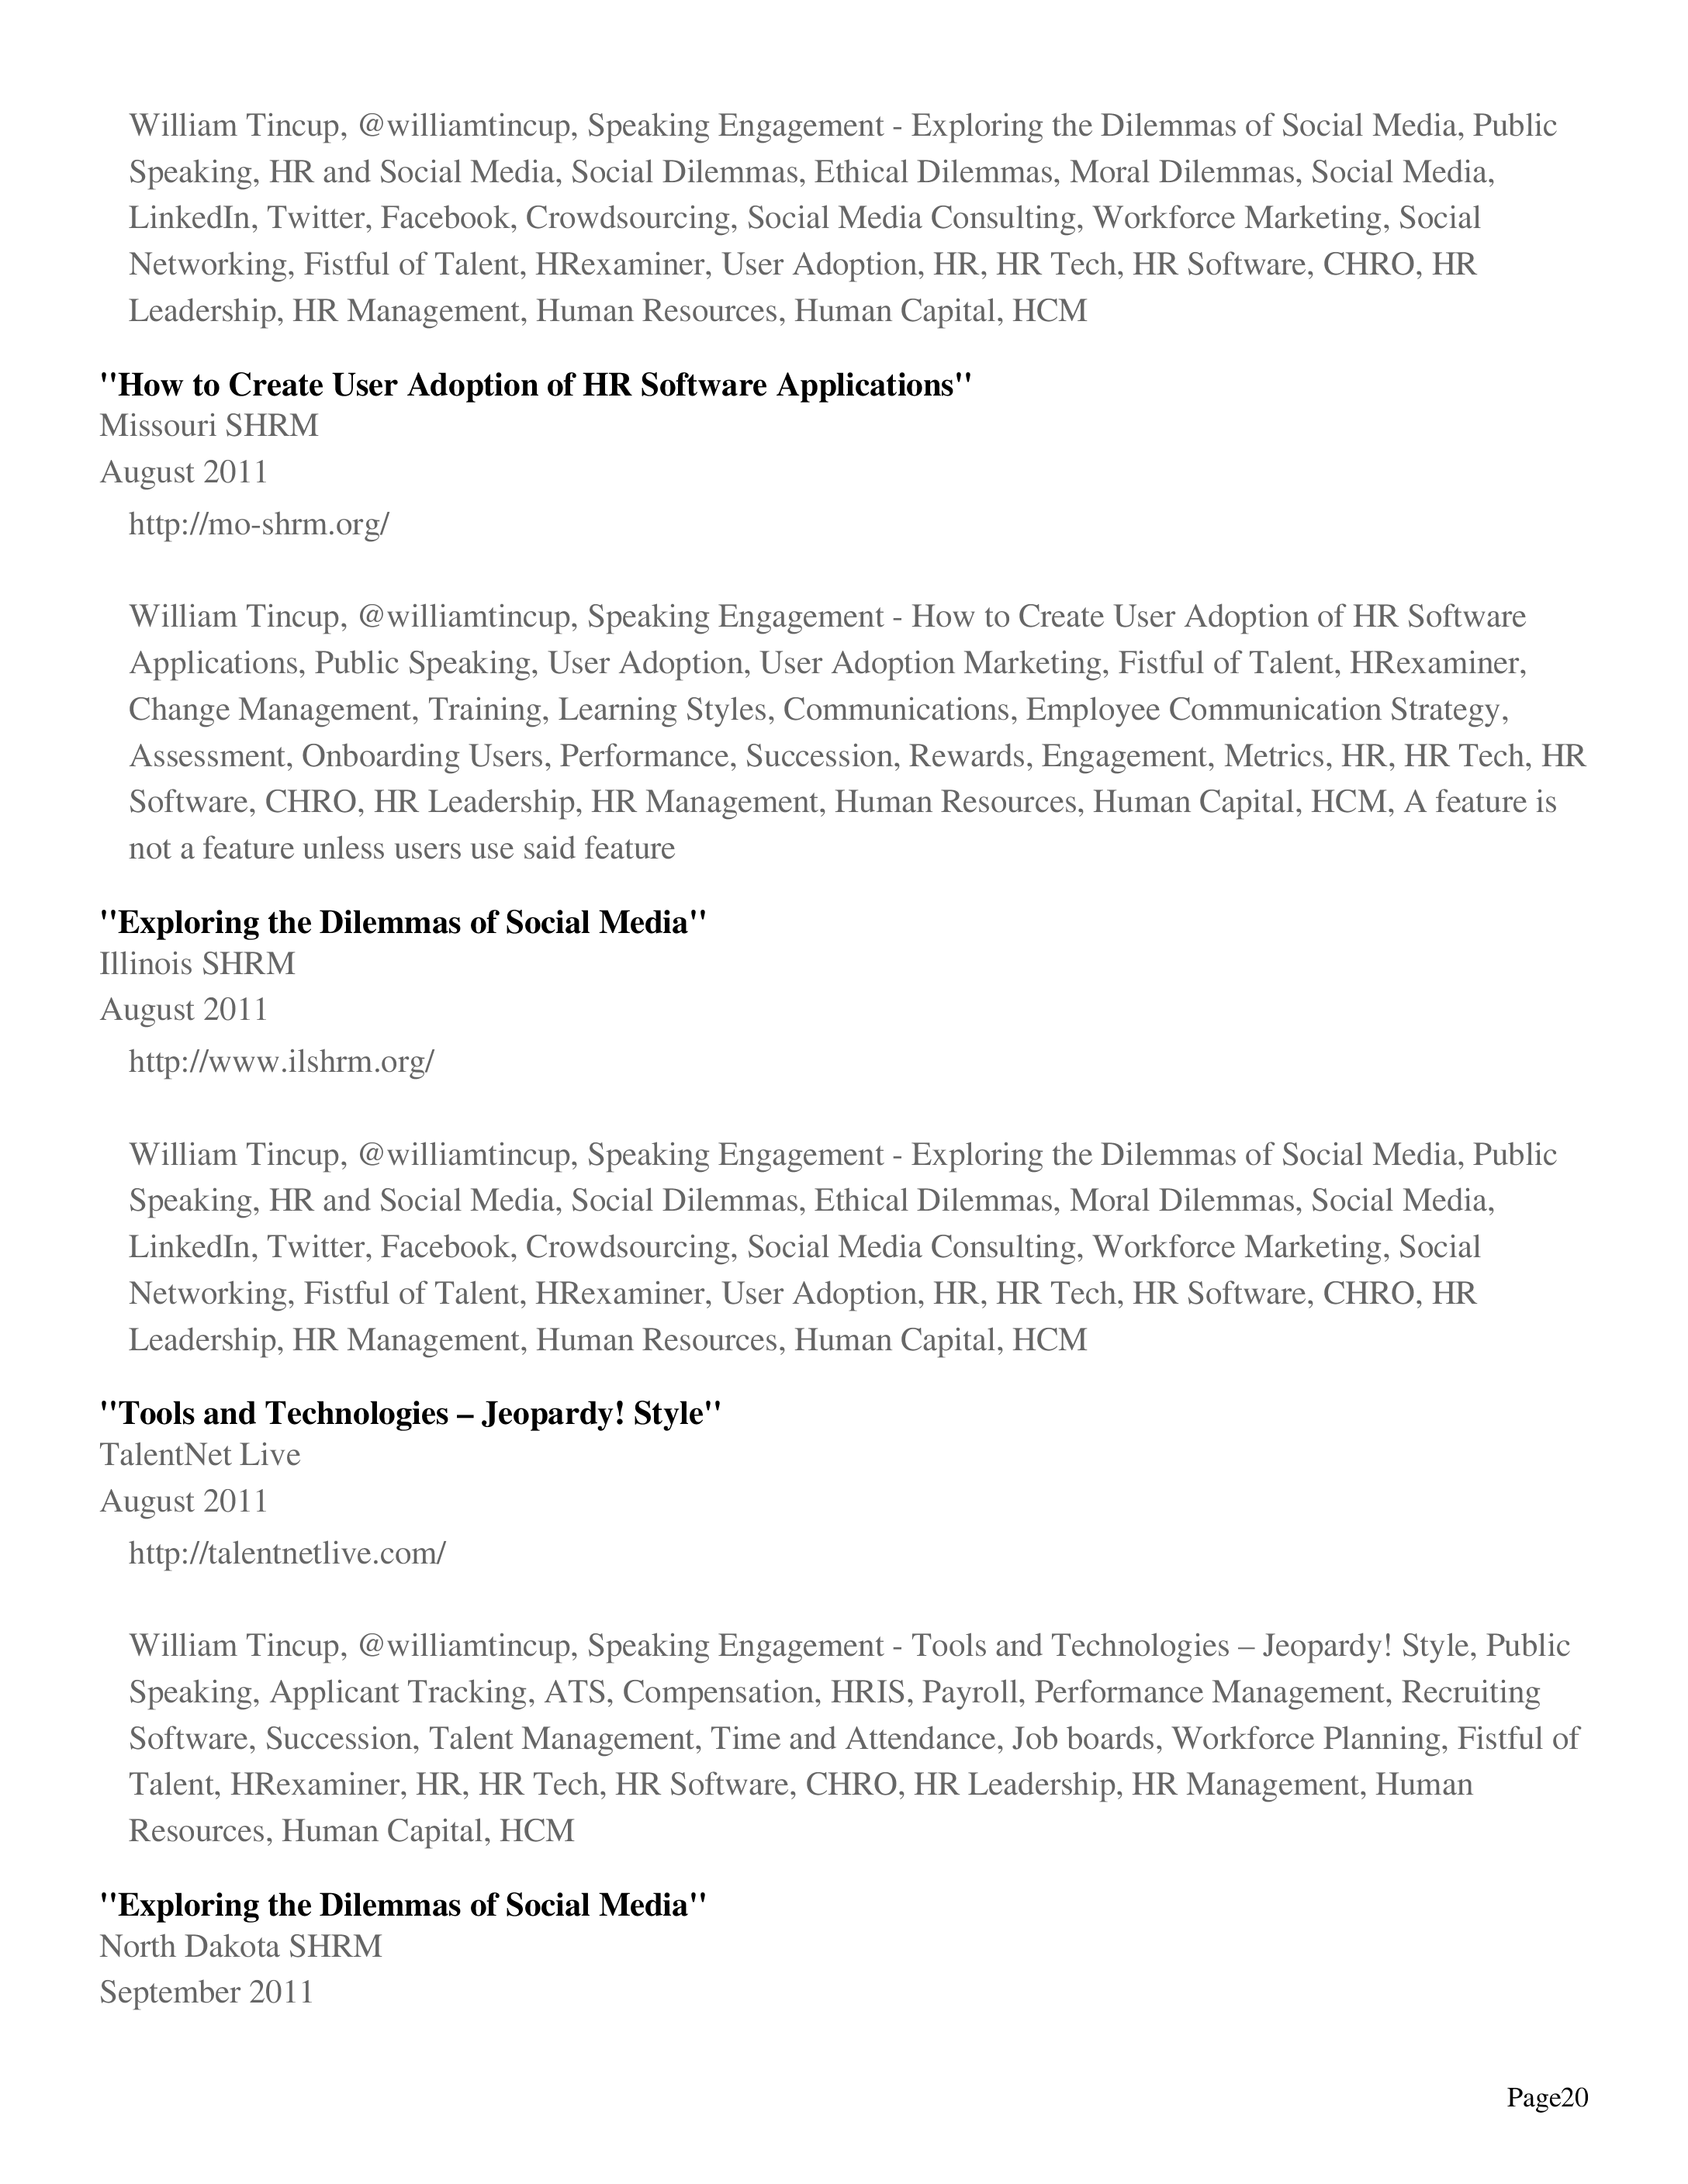 William Tincup, @williamtincup, Speaking Engagement - Exploring the Dilemmas of Social Media, Public
Speaking, HR and Social Media, Social Dilemmas, Ethical Dilemmas, Moral Dilemmas, Social Media,
LinkedIn, Twitter, Facebook, Crowdsourcing, Social Media Consulting, Workforce Marketing, Social
Networking, Fistful of Talent, HRexaminer, User Adoption, HR, HR Tech, HR Software, CHRO, HR
Leadership, HR Management, Human Resources, Human Capital, HCM
"How to Create User Adoption of HR Software Applications"
Missouri SHRM
August 2011
http://mo-shrm.org/
William Tincup, @williamtincup, Speaking Engagement - How to Create User Adoption of HR Software
Applications, Public Speaking, User Adoption, User Adoption Marketing, Fistful of Talent, HRexaminer,
Change Management, Training, Learning Styles, Communications, Employee Communication Strategy,
Assessment, Onboarding Users, Performance, Succession, Rewards, Engagement, Metrics, HR, HR Tech, HR
Software, CHRO, HR Leadership, HR Management, Human Resources, Human Capital, HCM, A feature is
not a feature unless users use said feature
"Exploring the Dilemmas of Social Media"
Illinois SHRM
August 2011
http://www.ilshrm.org/
William Tincup, @williamtincup, Speaking Engagement - Exploring the Dilemmas of Social Media, Public
Speaking, HR and Social Media, Social Dilemmas, Ethical Dilemmas, Moral Dilemmas, Social Media,
LinkedIn, Twitter, Facebook, Crowdsourcing, Social Media Consulting, Workforce Marketing, Social
Networking, Fistful of Talent, HRexaminer, User Adoption, HR, HR Tech, HR Software, CHRO, HR
Leadership, HR Management, Human Resources, Human Capital, HCM
"Tools and Technologies – Jeopardy! Style"
TalentNet Live
August 2011
http://talentnetlive.com/
William Tincup, @williamtincup, Speaking Engagement - Tools and Technologies – Jeopardy! Style, Public
Speaking, Applicant Tracking, ATS, Compensation, HRIS, Payroll, Performance Management, Recruiting
Software, Succession, Talent Management, Time and Attendance, Job boards, Workforce Planning, Fistful of
Talent, HRexaminer, HR, HR Tech, HR Software, CHRO, HR Leadership, HR Management, Human
Resources, Human Capital, HCM
"Exploring the Dilemmas of Social Media"
North Dakota SHRM
September 2011
Page20